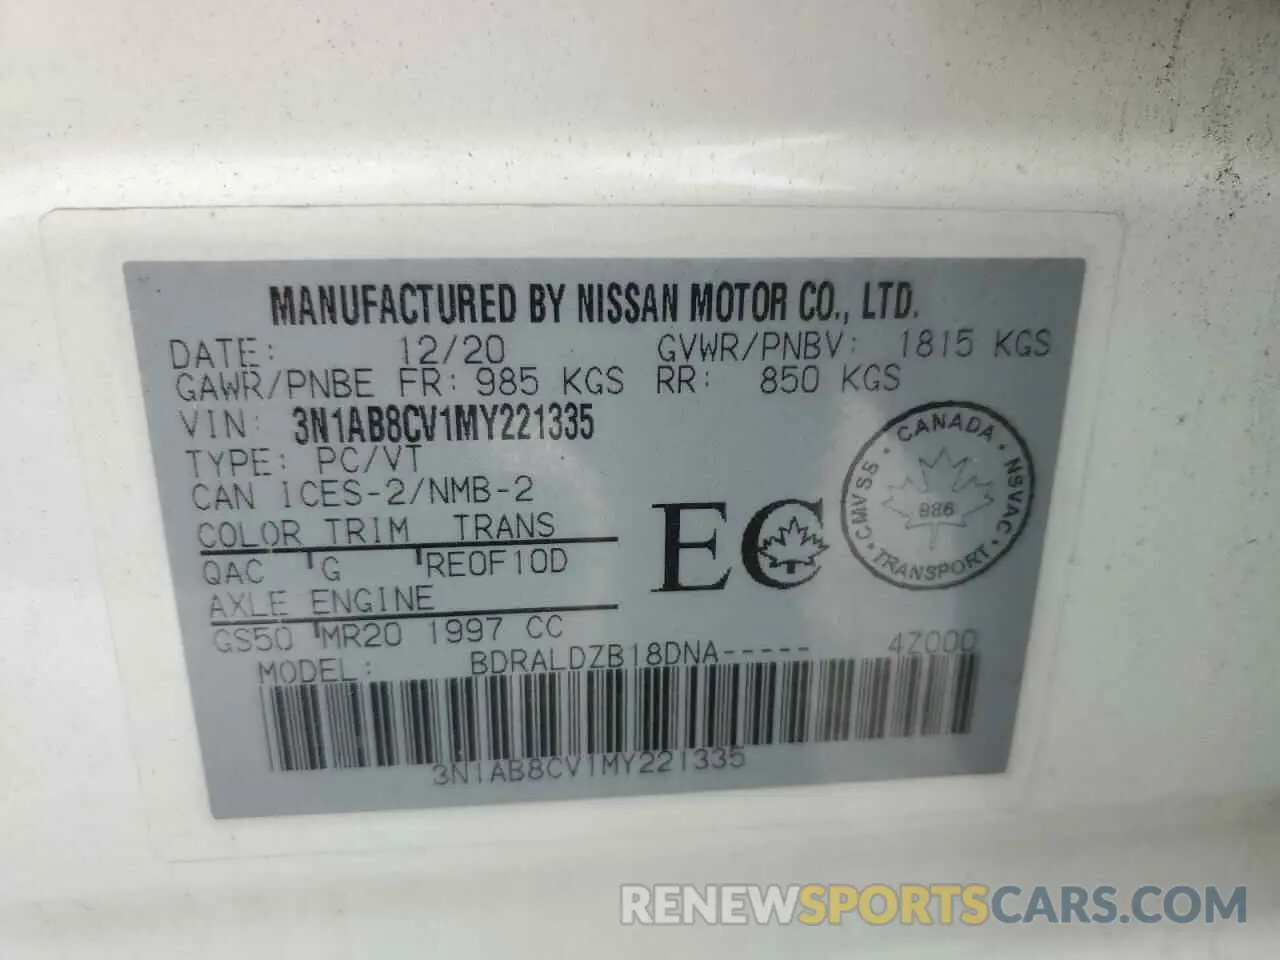 MANUFACTURED BY NISSAN MOTOR CO., LTD.
DATE: 12/20 GVWR/PNBV: 1815 KGS
GAWR/PNBE FR: 985 KGS RR: 850 KGS
VIN: 3N1AB8CV1MY221335
TYPE: PC/VT
CAN ICES-2/NMB-2
COLOR TRIM TRANS
QAC G RE0F10D
AXLE ENGINE
GS50 MR20 1997 CC
MODEL: BDRALDZB18DNA----- 4Z000
3N1AB8CV1MY221335
EC
CANADA
CMVSS
NSVAC
986
TRANSPORT
RENEWSPORTSCARS.COM